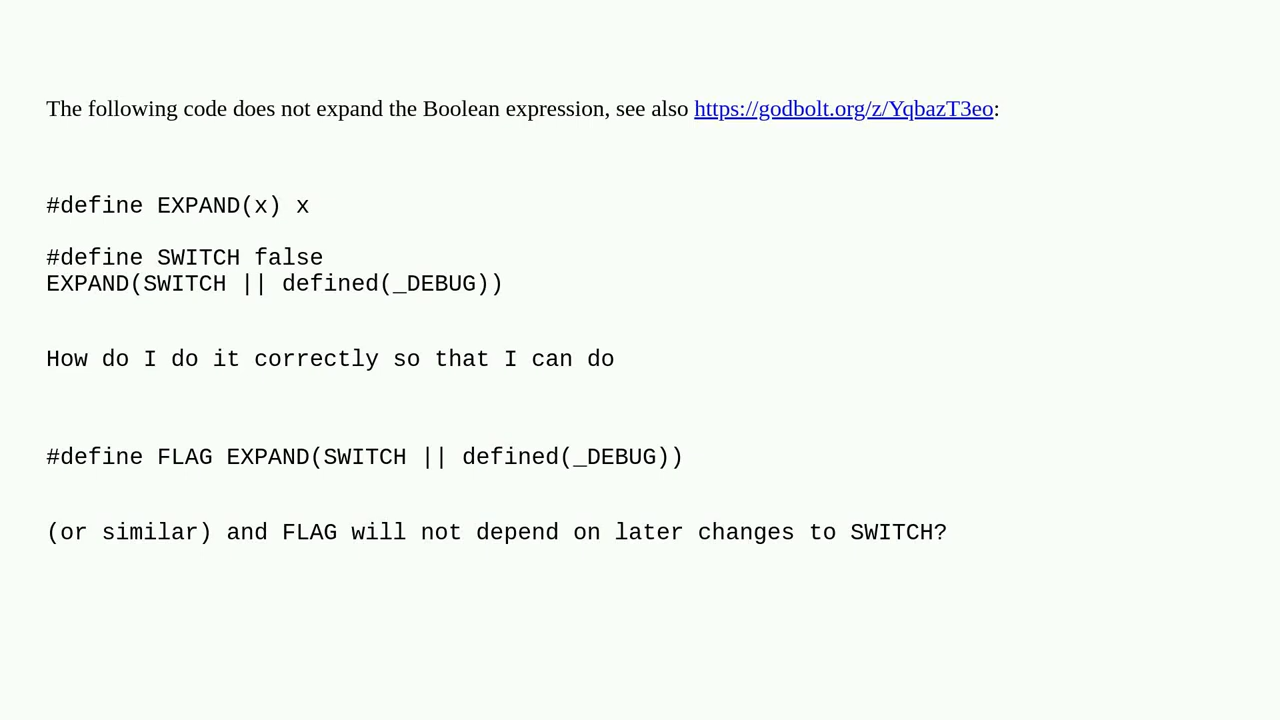 The following code does not expand the Boolean expression, see also https://godbolt.org/z/YqbazT3eo:
#define EXPAND(x) x
#define SWITCH false
EXPAND(SWITCH || defined(_DEBUG))
How do I do it correctly so that I can do
#define FLAG EXPAND(SWITCH || defined(_DEBUG))
(or similar) and FLAG will not depend on later changes to SWITCH?